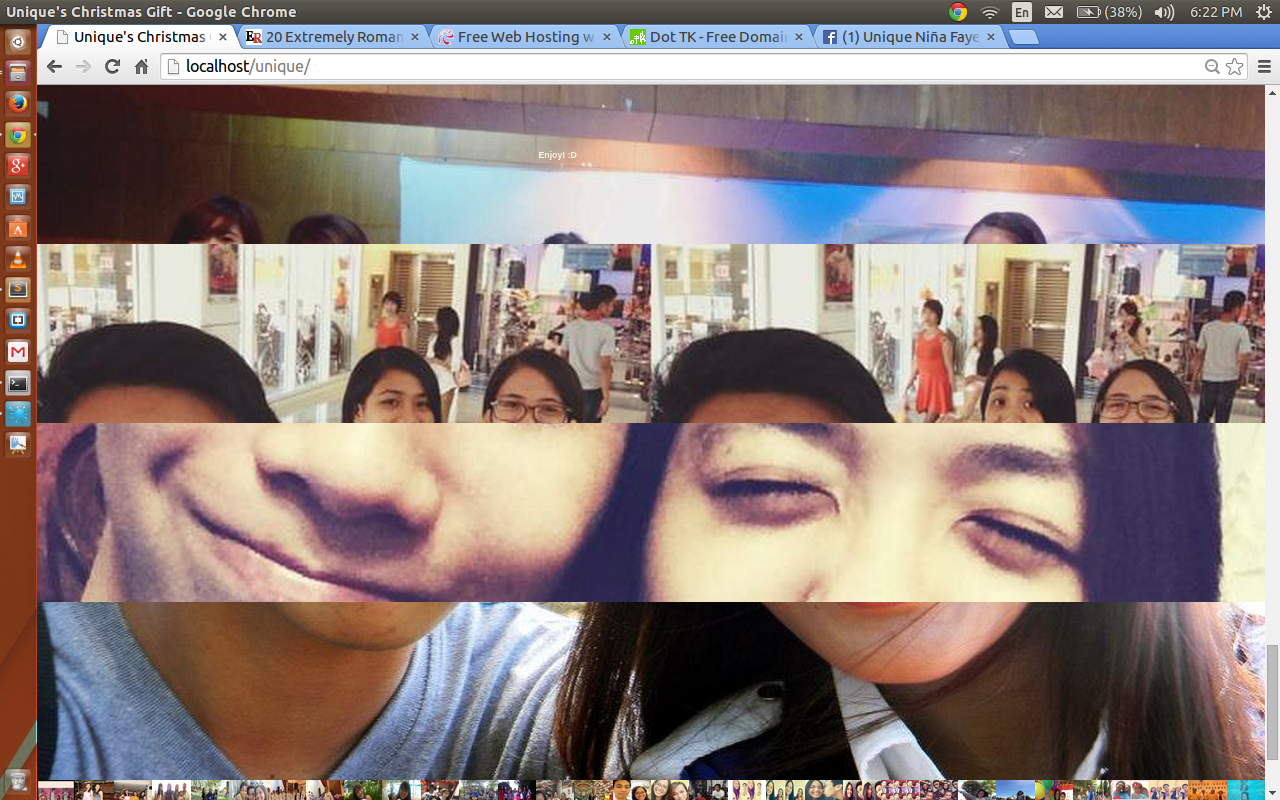 Unique's Christmas Gift - Google Chrome
En
(38%)
6:22 PM
Unique's Christmas
20 Extremely Roman
Free Web Hosting w
Dot TK - Free Domai
(1) Unique Niña Faye
localhost/unique/
Enjoy! :D